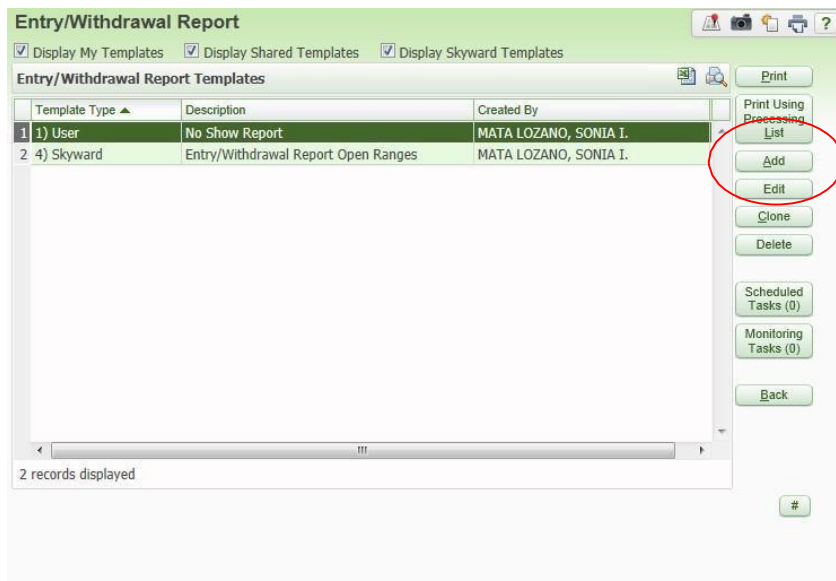 Entry/Withdrawal Report
?
Display My Templates Display Shared Templates Display Skyward Templates
Entry/Withdrawal Report Templates
Print
Template Type ▲ Description Created By
Print Using
Processing
List
1 1) User No Show Report MATA LOZANO, SONIA I.
2 4) Skyward Entry/Withdrawal Report Open Ranges MATA LOZANO, SONIA I.
Add
Edit
Clone
Delete
Scheduled
Tasks (0)
Monitoring
Tasks (0)
Back
2 records displayed
#